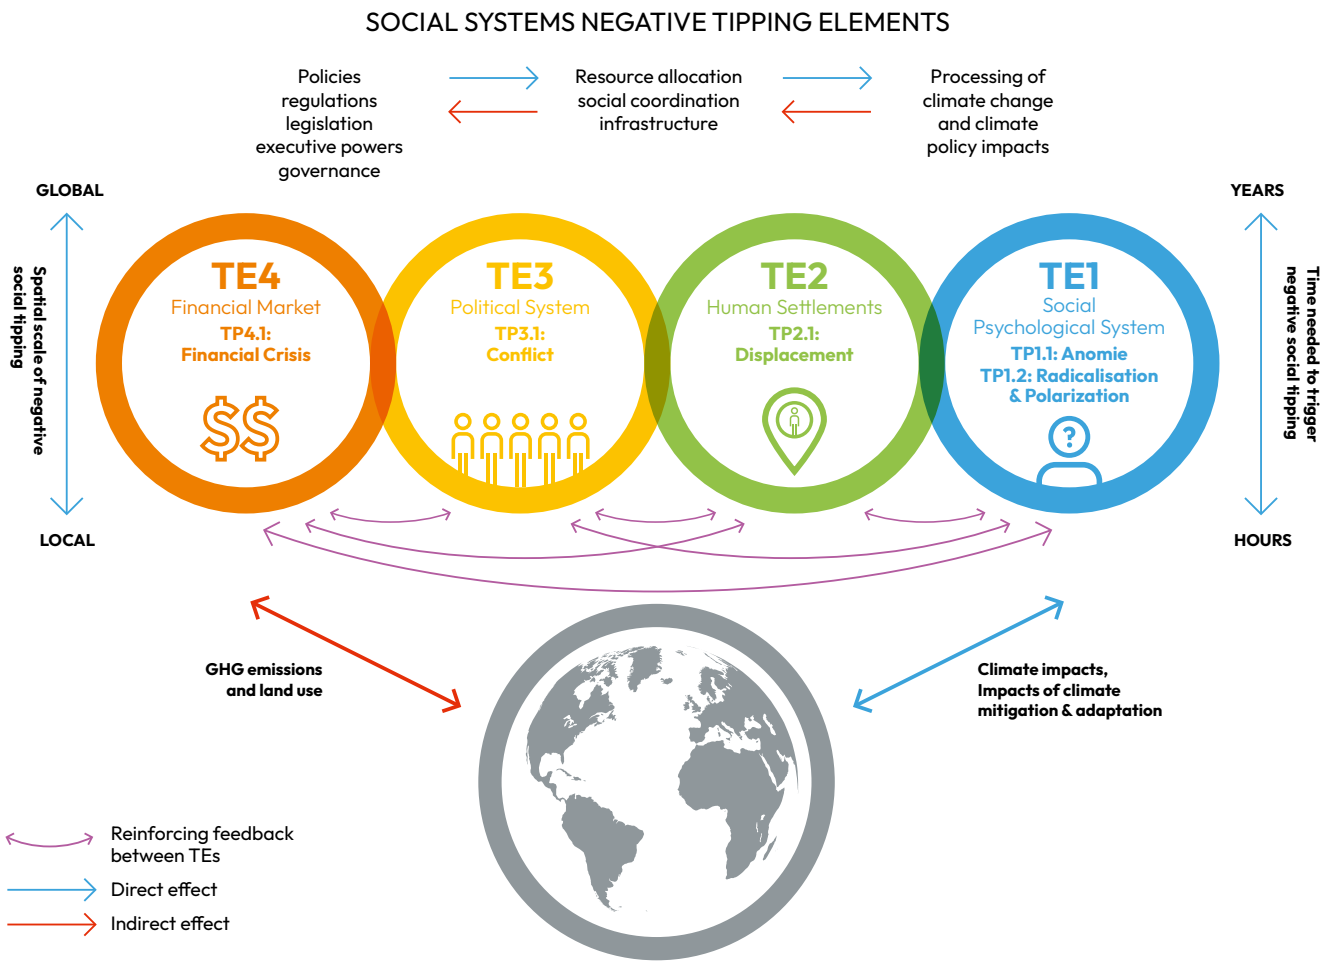 SOCIAL SYSTEMS NEGATIVE TIPPING ELEMENTS
Policies
regulations
legislation
executive powers
governance
Resource allocation
social coordination
infrastructure
Processing of
climate change
and climate
policy impacts
GLOBAL
Spatial scale of negative
social tipping
LOCAL
TE4
Financial Market
TP4.1:
Financial Crisis
$$
TE3
Political System
TP3.1:
Conflict
TE2
Human Settlements
TP2.1:
Displacement
TE1
Social
Psychological System
TP1.1: Anomie
TP1.2: Radicalisation
& Polarization
?
YEARS
Time needed to trigger
negative social tipping
HOURS
GHG emissions
and land use
Climate impacts,
Impacts of climate
mitigation & adaptation
Reinforcing feedback
between TEs
Direct effect
Indirect effect